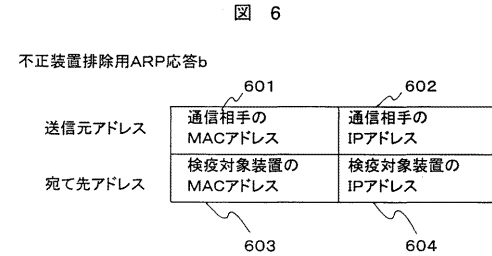 図 6
不正装置排除用ARP応答b
601
602
送信元アドレス
通信相手の
MACアドレス
通信相手の
IPアドレス
宛て先アドレス
検疫対象装置の
MACアドレス
検疫対象装置の
IPアドレス
603
604